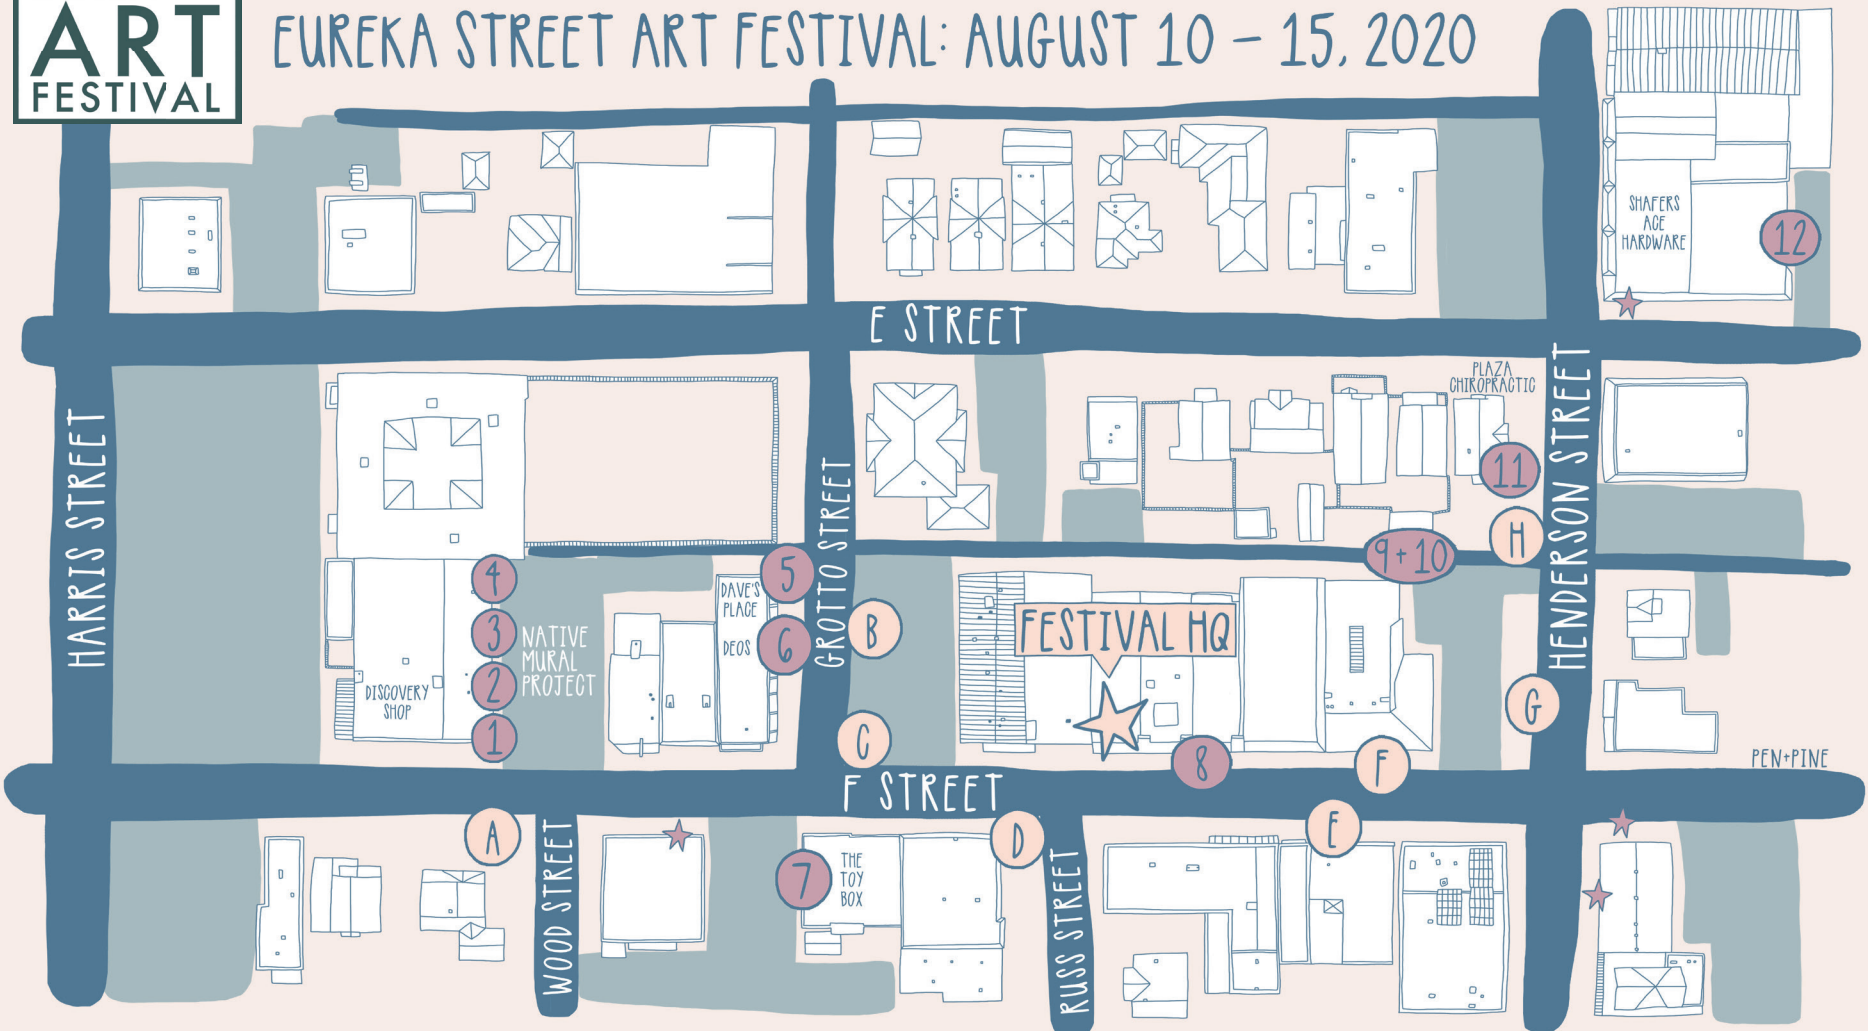 ART
FESTIVAL
EUREKA STREET ART FESTIVAL: AUGUST 10 – 15, 2020
SHAFERS
ACE
HARDWARE
12
E STREET
PLAZA
CHIROPRACTIC
HARRIS STREET
GROTTO STREET
HENDERSON STREET
11
H
9+10
4
3
2
1
NATIVE
MURAL
PROJECT
DISCOVERY
SHOP
DAVE'S
PLACE
DEOS
5
6
B
C
FESTIVAL HQ
8
F
G
PEN+PINE
F STREET
A
WOOD STREET
7
THE
TOY
BOX
D
RUSS STREET
E